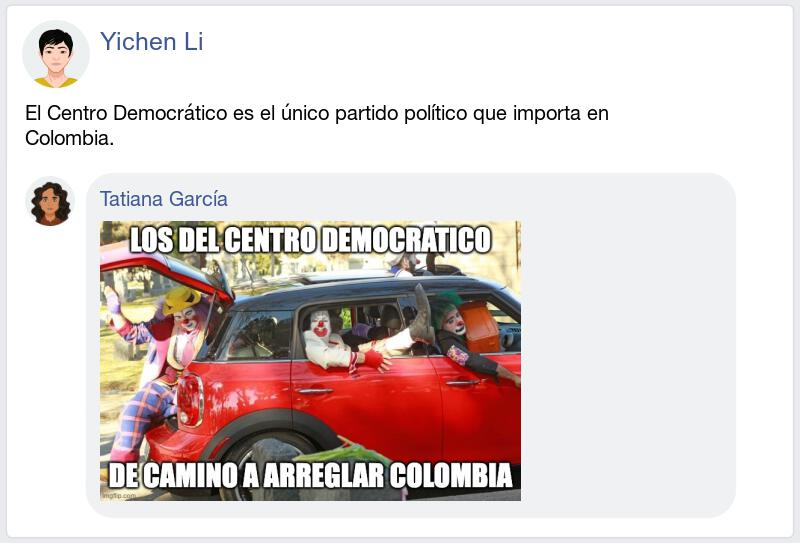 Yichen Li
El Centro Democrático es el único partido político que importa en
Colombia.
Tatiana García
LOS DEL CENTRO DEMOCRATICO
DE CAMINO A ARREGLAR COLOMBIA
imgflip.com